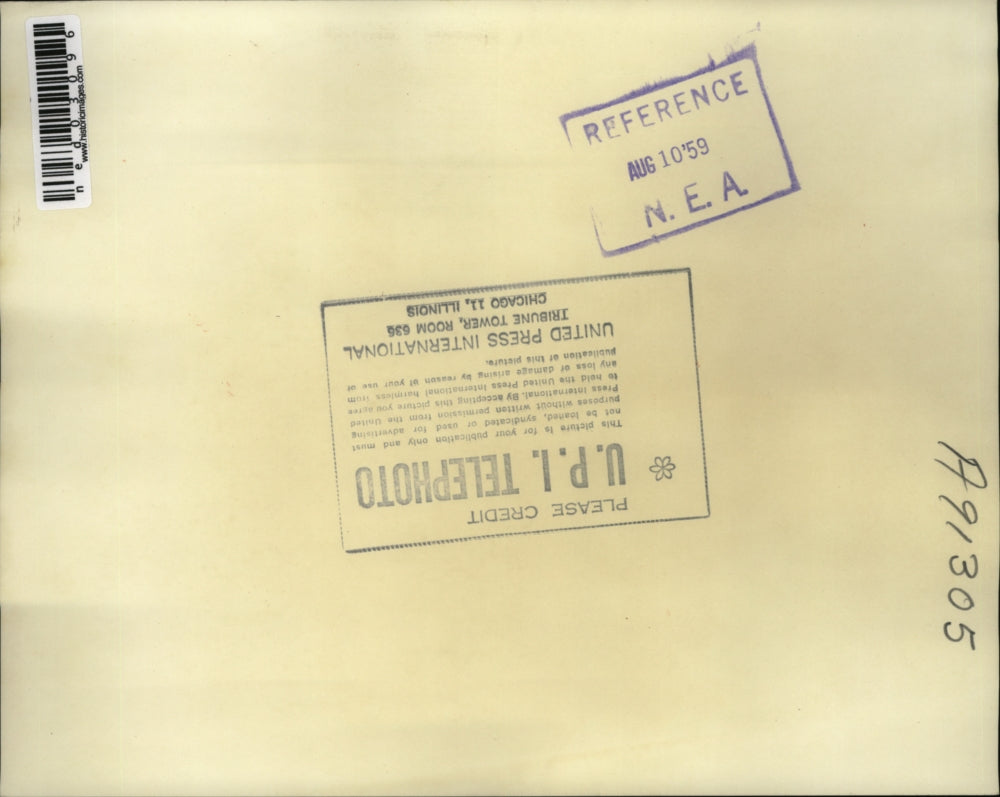 ned03096
www.historicimages.com
REFERENCE
AUG 10'59
N. E. A.
PLEASE CREDIT
U. P. I. TELEPHOTO
This picture is for your publication only and must
not be loaned, syndicated or used for advertising
purposes without written permission from the United
Press International. By accepting this picture you agree
to hold the United Press International harmless from
any loss of damage arising by reason of your use of
publication of this picture.
UNITED PRESS INTERNATIONAL
TRIBUNE TOWER, ROOM 636
CHICAGO 11, ILLINOIS
A91305